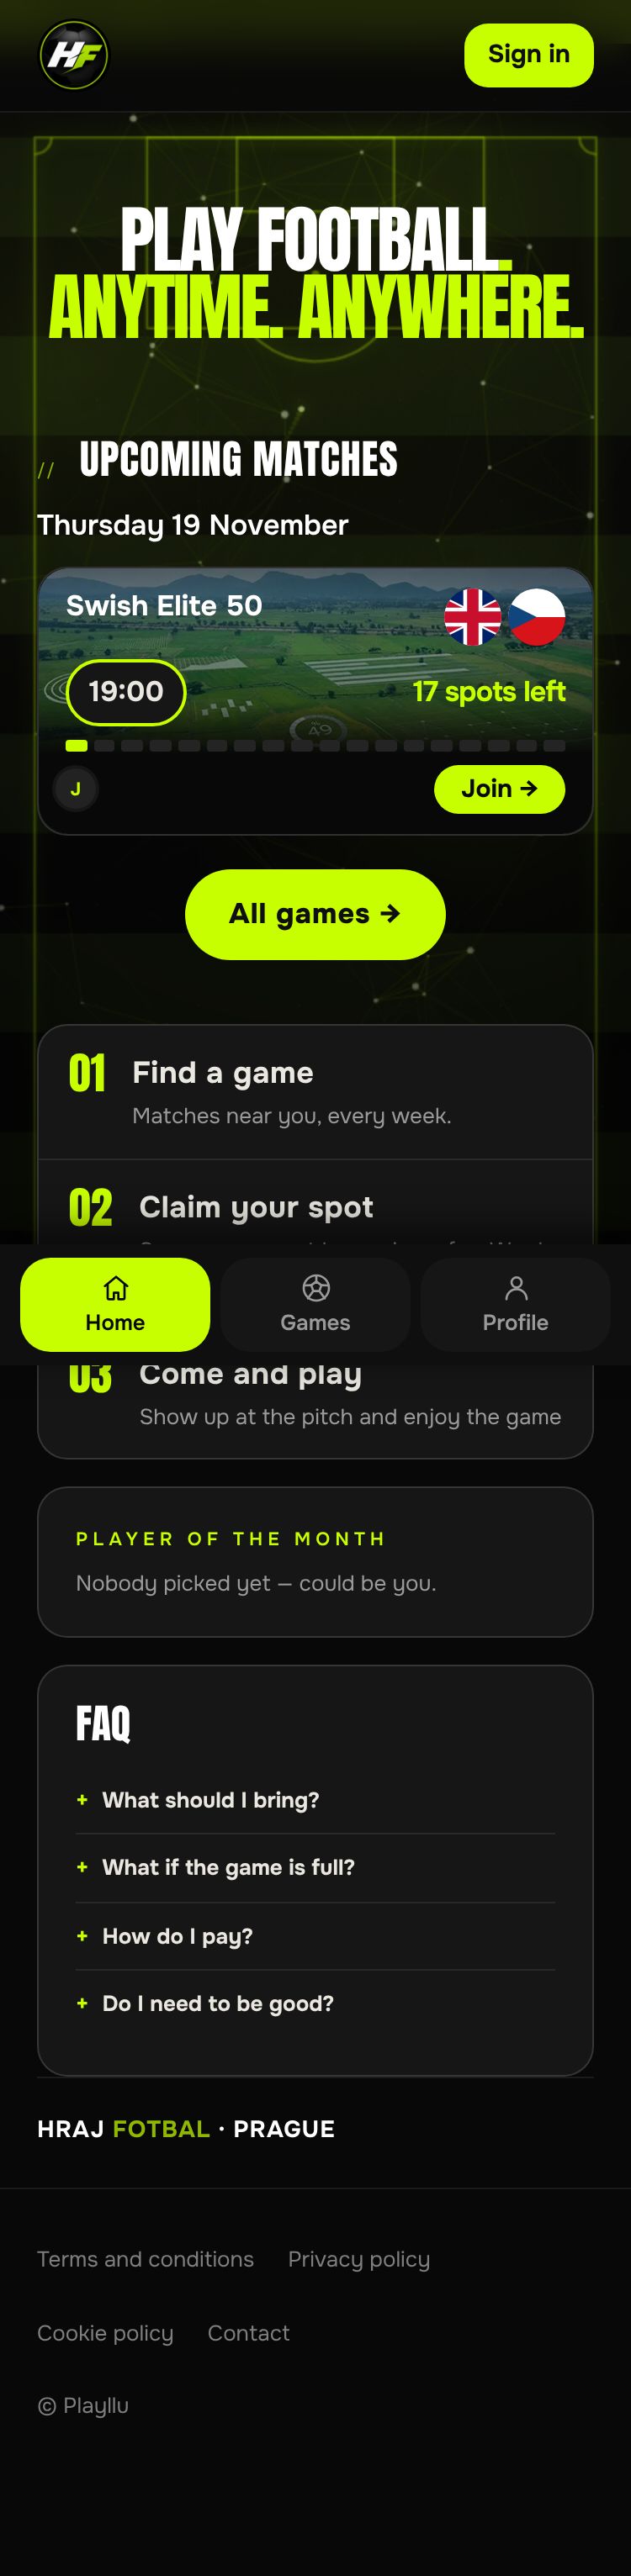 HF
Sign in
PLAY FOOTBALL.
ANYTIME. ANYWHERE.
// UPCOMING MATCHES
Thursday 19 November
Swish Elite 50
19:00
17 spots left
J
Join →
All games →
01 Find a game
Matches near you, every week.
02 Claim your spot
Home
Games
Profile
03 Come and play
Show up at the pitch and enjoy the game
PLAYER OF THE MONTH
Nobody picked yet — could be you.
FAQ
+ What should I bring?
+ What if the game is full?
+ How do I pay?
+ Do I need to be good?
HRAJ FOTBAL · PRAGUE
Terms and conditions Privacy policy
Cookie policy Contact
© Playllu